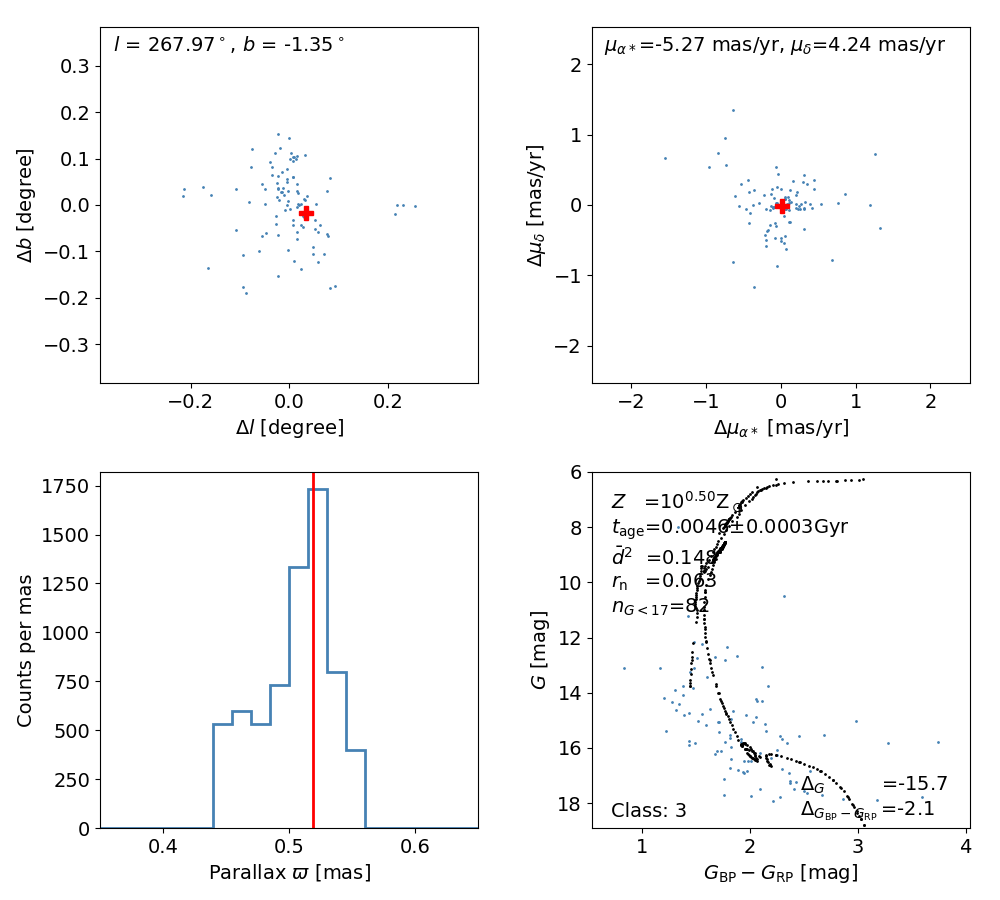 l = 267.97°, b = -1.35°
0.3
0.2
0.1
0.0
−0.1
−0.2
−0.3
Δb [degree]
−0.2 0.0 0.2
Δl [degree]
μα*=-5.27 mas/yr, μδ=4.24 mas/yr
2
1
0
−1
−2
Δμδ [mas/yr]
−2 −1 0 1 2
Δμα* [mas/yr]
1750
1500
1250
1000
750
500
250
0
Counts per mas
0.4 0.5 0.6
Parallax ϖ [mas]
6
8
10
12
14
16
18
G [mag]
Z =10^0.50 Z⊙
t_age=0.0046±0.0003Gyr
d̄² =0.148
r_n =0.063
n_G<17=82
Δ_G =-15.7
Class: 3 Δ_GBP−GRP =-2.1
1 2 3 4
G_BP − G_RP [mag]